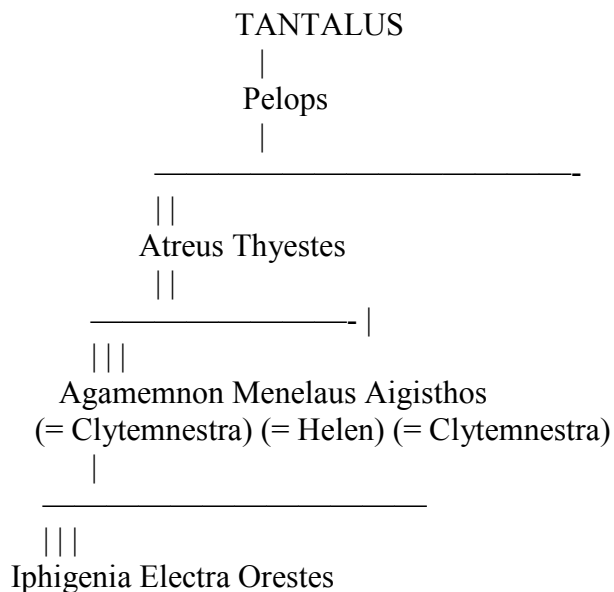 TANTALUS
|
Pelops
|
————————————————-
| |
Atreus Thyestes
| |
——————————- |
| | |
Agamemnon Menelaus Aigisthos
(= Clytemnestra) (= Helen) (= Clytemnestra)
|
———————————————
| | |
Iphigenia Electra Orestes